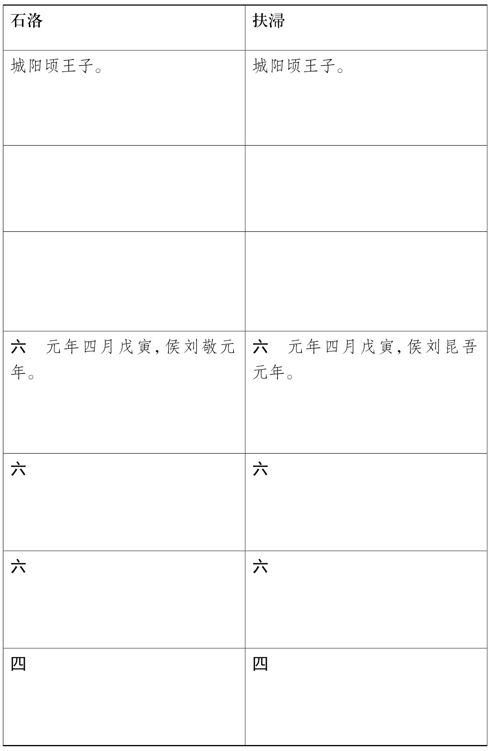 石洛
扶㴆
城阳顷王子。
城阳顷王子。
六　元年四月戊寅，侯刘敬元
年。
六　元年四月戊寅，侯刘昆吾
元年。
六
六
六
六
四
四